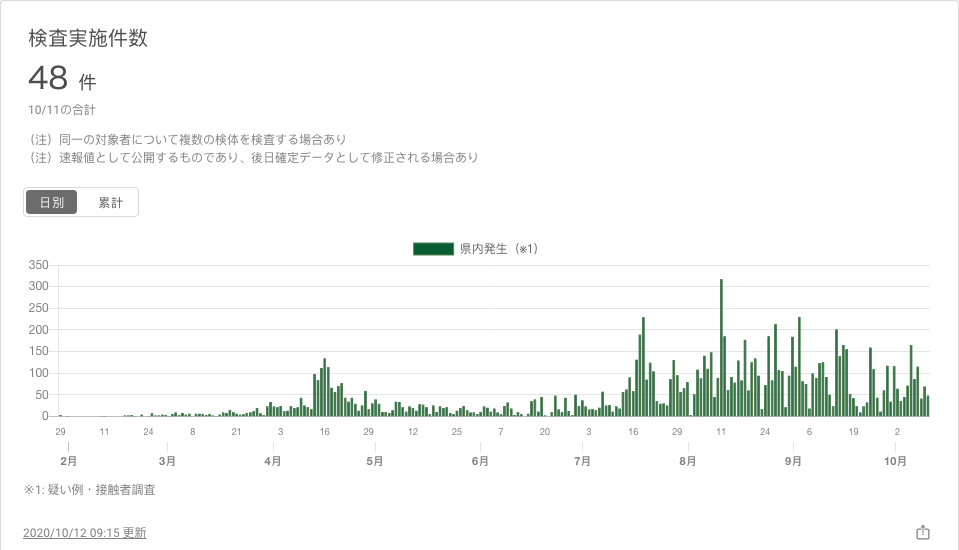 検査実施件数
48 件
10/11の合計
（注）同一の対象者について複数の検体を検査する場合あり
（注）速報値として公開するものであり、後日確定データとして修正される場合あり
日別 累計
県内発生（※1）
350
300
250
200
150
100
50
0
29 11 24 8 21 3 16 29 12 25 7 20 3 16 29 11 24 6 19 2
2月 3月 4月 5月 6月 7月 8月 9月 10月
※1: 疑い例・接触者調査
2020/10/12 09:15 更新